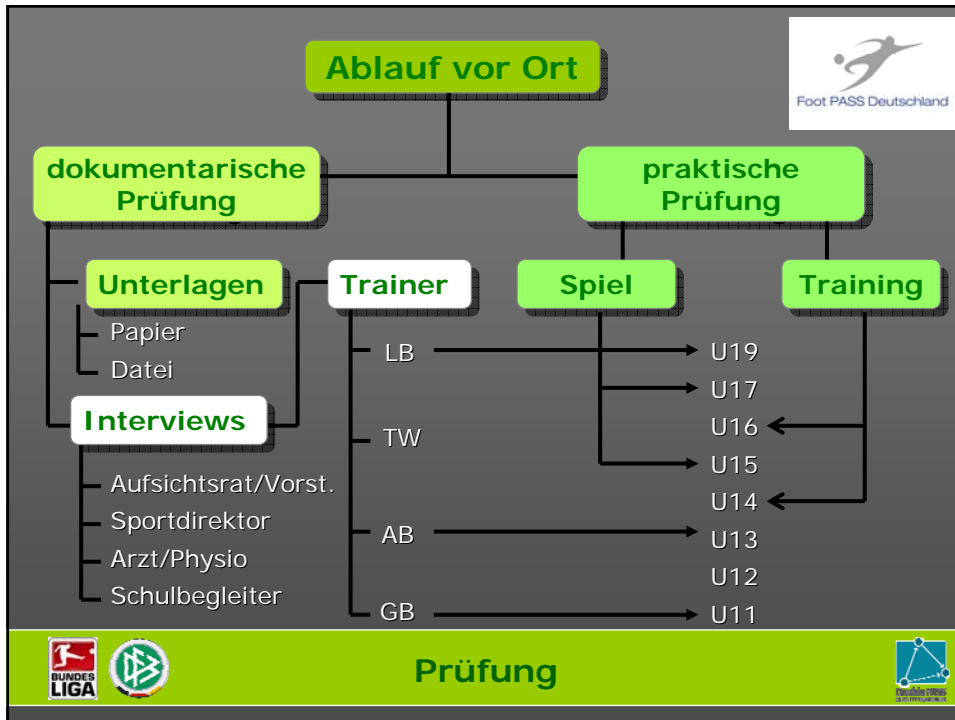 Ablauf vor Ort
Foot PASS Deutschland
dokumentarische
Prüfung
praktische
Prüfung
Unterlagen
Trainer
Spiel
Training
Papier
Datei
Interviews
Aufsichtsrat/Vorst.
Sportdirektor
Arzt/Physio
Schulbegleiter
LB
TW
AB
GB
U19
U17
U16
U15
U14
U13
U12
U11
BUNDES
LIGA
DFB
Prüfung